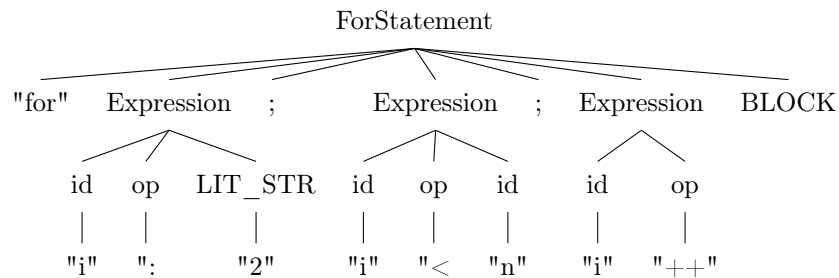 ForStatement
"for" Expression ; Expression ; Expression BLOCK
id op LIT_STR id op id id op
"i" ": "2" "i" "< "n" "i" "++"